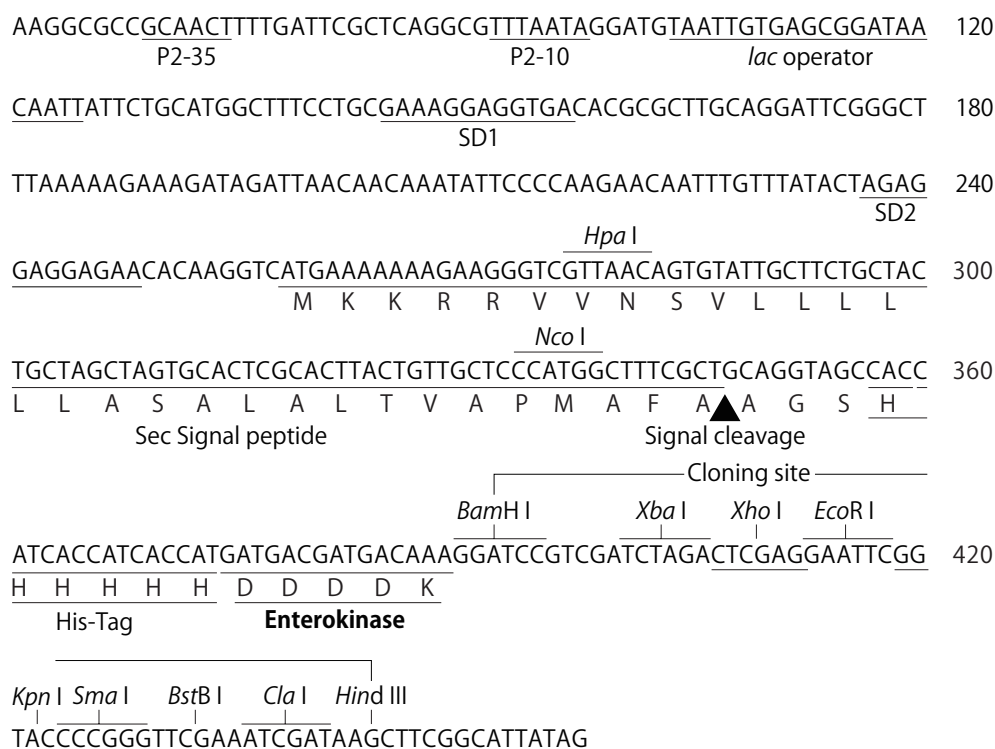 AAGGCGCCGCAACTTTTGATTCGCTCAGGCGTTTAATAGGATGTAATTGTGAGCGGATAA 120
P2-35 P2-10 lac operator
CAATTATTCTGCATGGCTTTCCTGCGAAAGGAGGTGACACGCGCTTGCAGGATTCGGGCT 180
SD1
TTAAAAAGAAAGATAGATTAACAACAAATATTCCCCAAGAACAATTTGTTTATACTAGAG 240
SD2
Hpa I
GAGGAGAACACAAGGTCATGAAAAAAAGAAGGGTCGTTAACAGTGTATTGCTTCTGCTAC 300
M K K R R V V N S V L L L L
Nco I
TGCTAGCTAGTGCACTCGCACTTACTGTTGCTCCCATGGCTTTCGCTGCAGGTAGCCACC 360
L L A S A L A L T V A P M A F A A G S H
Sec Signal peptide Signal cleavage
Cloning site
BamH I Xba I Xho I EcoR I
ATCACCATCACCATGATGACGATGACAAAGGATCCGTCGATCTAGACTCGAGGAATTCGG 420
H H H H H D D D D K
His-Tag Enterokinase
Kpn I Sma I BstB I Cla I Hind III
TACCCCGGGTTCGAAATCGATAAGCTTCGGCATTATAG